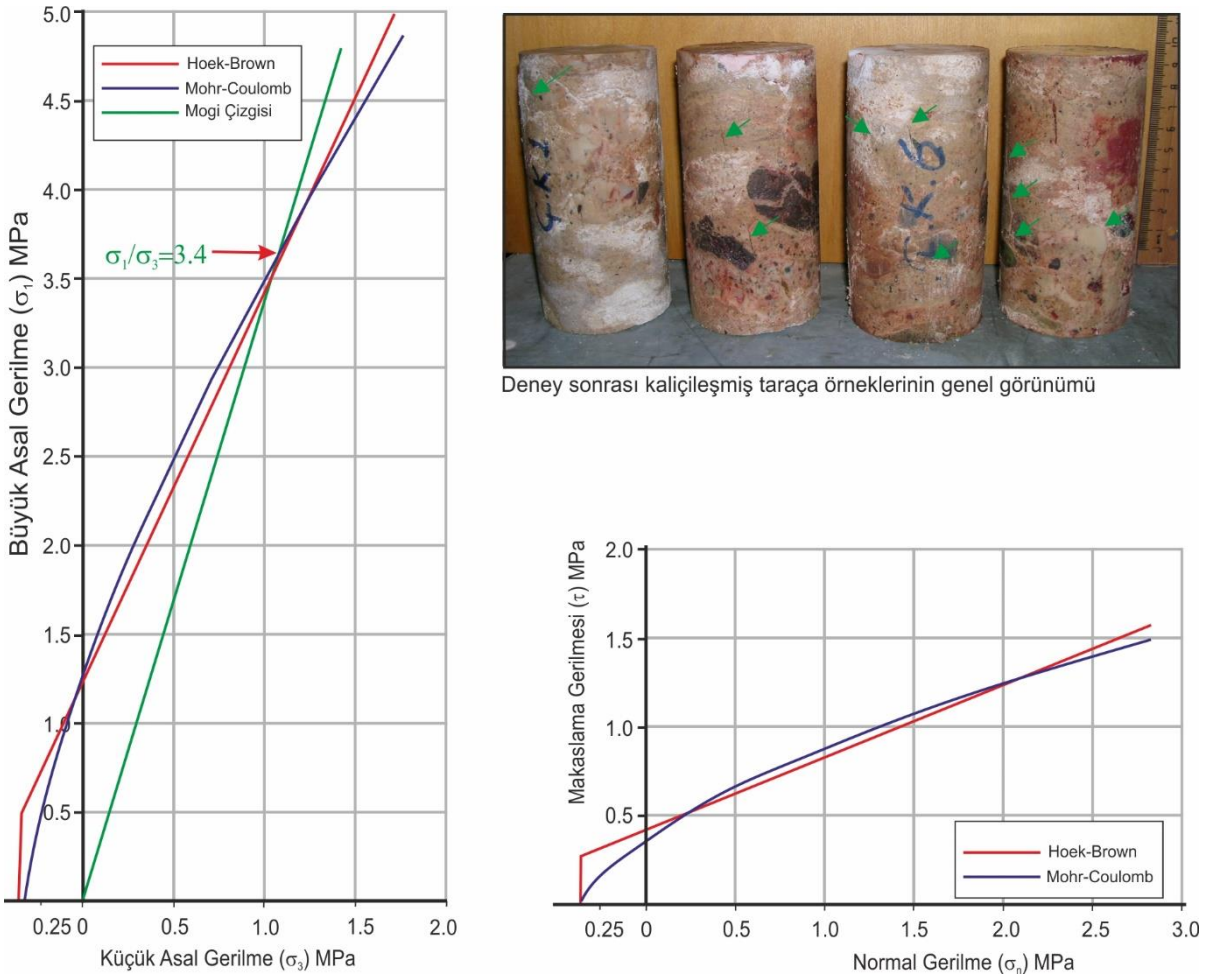 5.0
4.5
4.0
3.5
3.0
2.5
2.0
1.5
1.0
0.5
Büyük Asal Gerilme (σ₁) MPa
Hoek-Brown
Mohr-Coulomb
Mogi Çizgisi
σ₁/σ₃=3.4
0.25 0 0.5 1.0 1.5 2.0
Küçük Asal Gerilme (σ₃) MPa
Ç.K.6
Deney sonrası kaliçileşmiş taraça örneklerinin genel görünümü
2.0
1.5
1.0
0.5
Makaslama Gerilmesi (τ) MPa
Hoek-Brown
Mohr-Coulomb
0.25 0 0.5 1.0 1.5 2.0 2.5 3.0
Normal Gerilme (σₙ) MPa